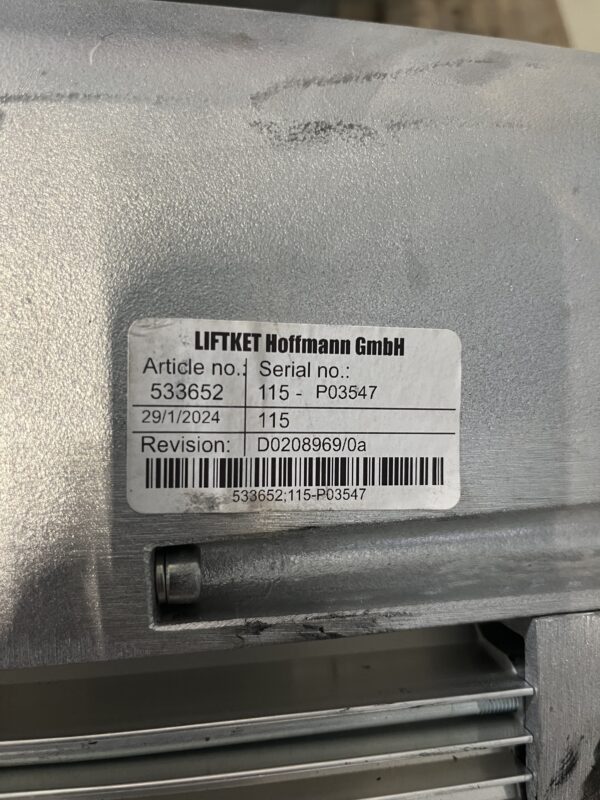 LIFTKET Hoffmann GmbH
Article no.: Serial no.:
533652 115 - P03547
29/1/2024 115
Revision: D0208969/0a
533652;115-P03547